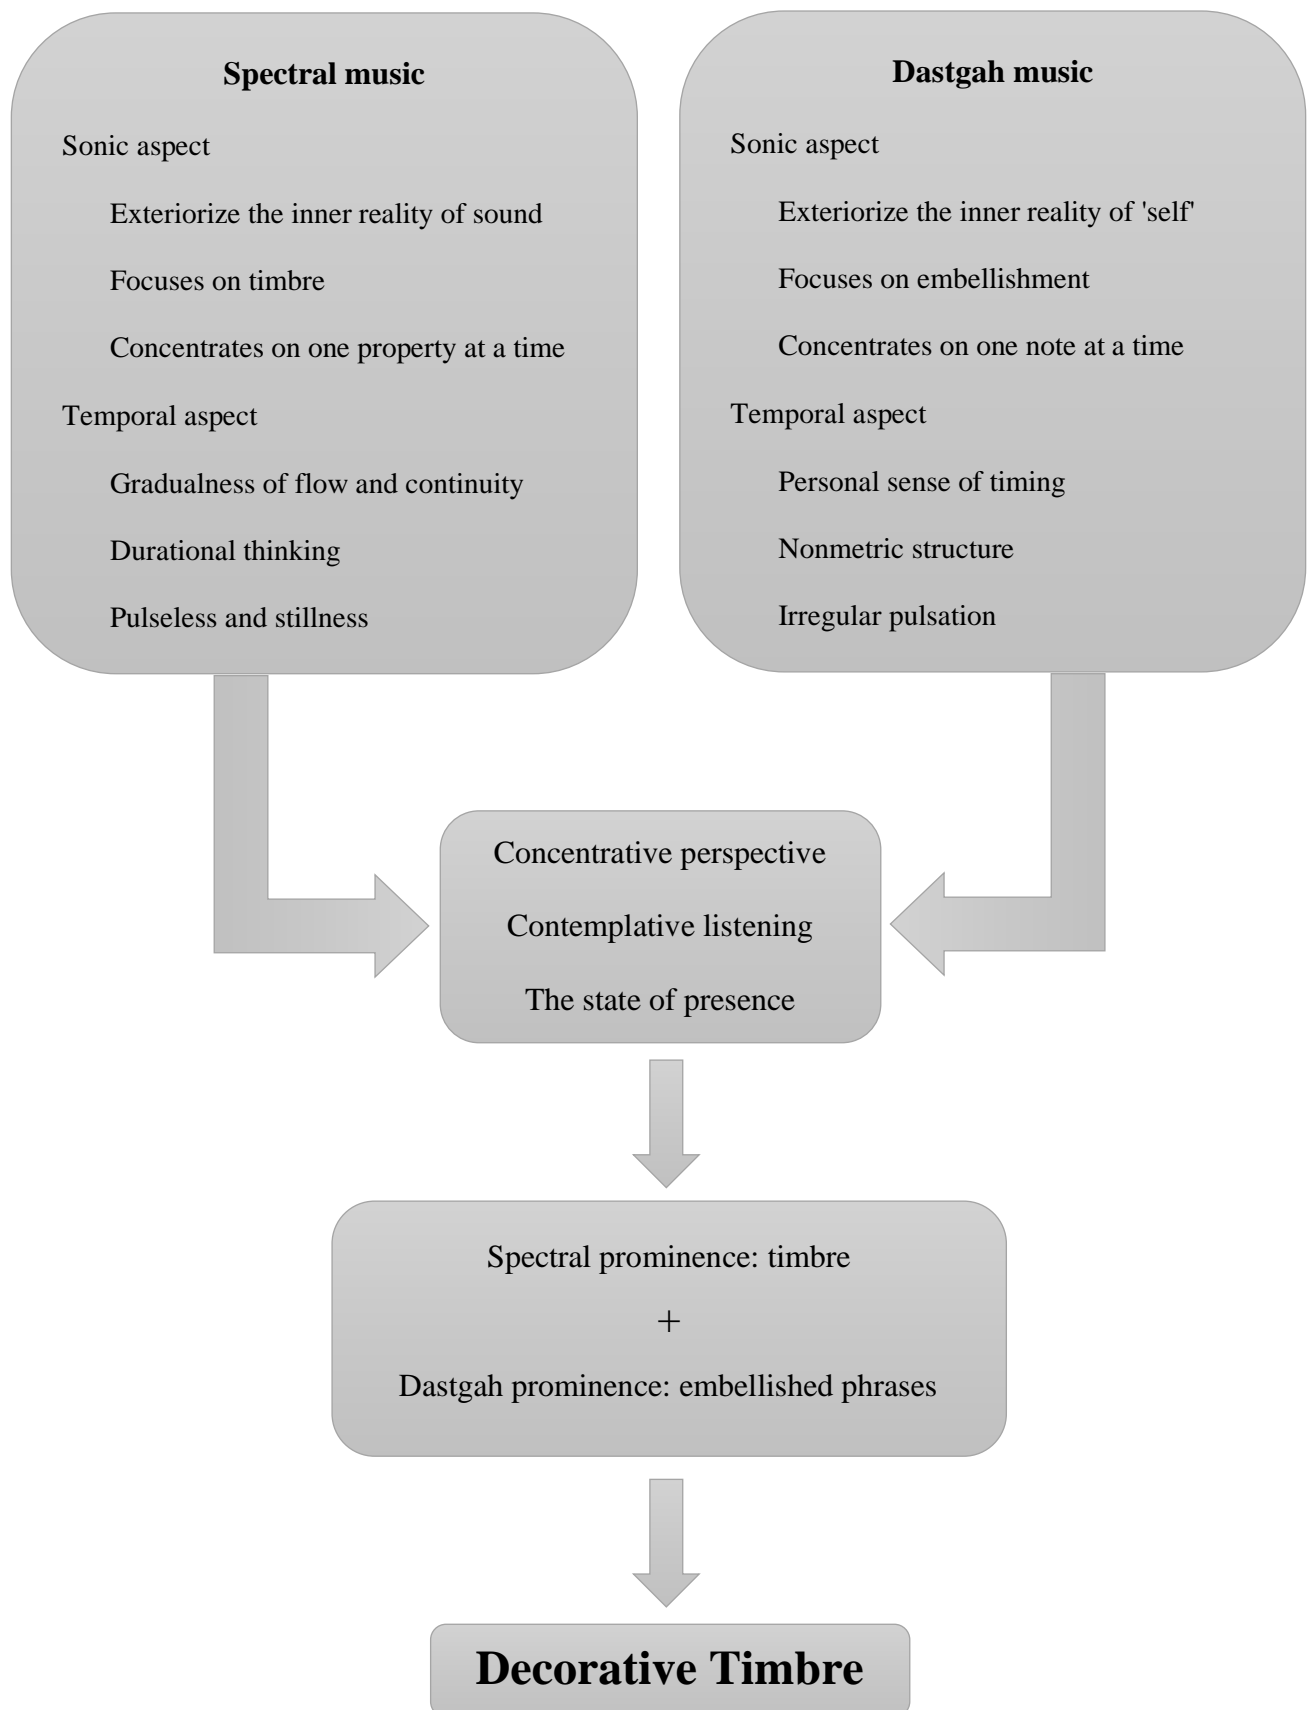 Spectral music
Sonic aspect
Exteriorize the inner reality of sound
Focuses on timbre
Concentrates on one property at a time
Temporal aspect
Gradualness of flow and continuity
Durational thinking
Pulseless and stillness
Dastgah music
Sonic aspect
Exteriorize the inner reality of 'self'
Focuses on embellishment
Concentrates on one note at a time
Temporal aspect
Personal sense of timing
Nonmetric structure
Irregular pulsation
Concentrative perspective
Contemplative listening
The state of presence
Spectral prominence: timbre
+
Dastgah prominence: embellished phrases
Decorative Timbre